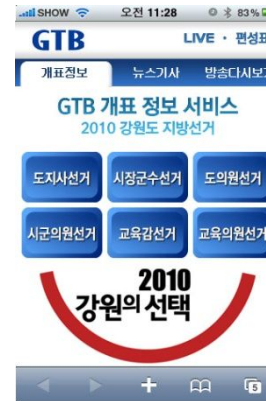 SHOW 오전 11:28 83%
GTB LIVE · 편성표
개표정보 뉴스기사 방송다시보기
GTB 개표 정보 서비스
2010 강원도 지방선거
도지사선거 시장군수선거 도의원선거
시군의원선거 교육감선거 교육의원선거
2010
강원의 선택
5